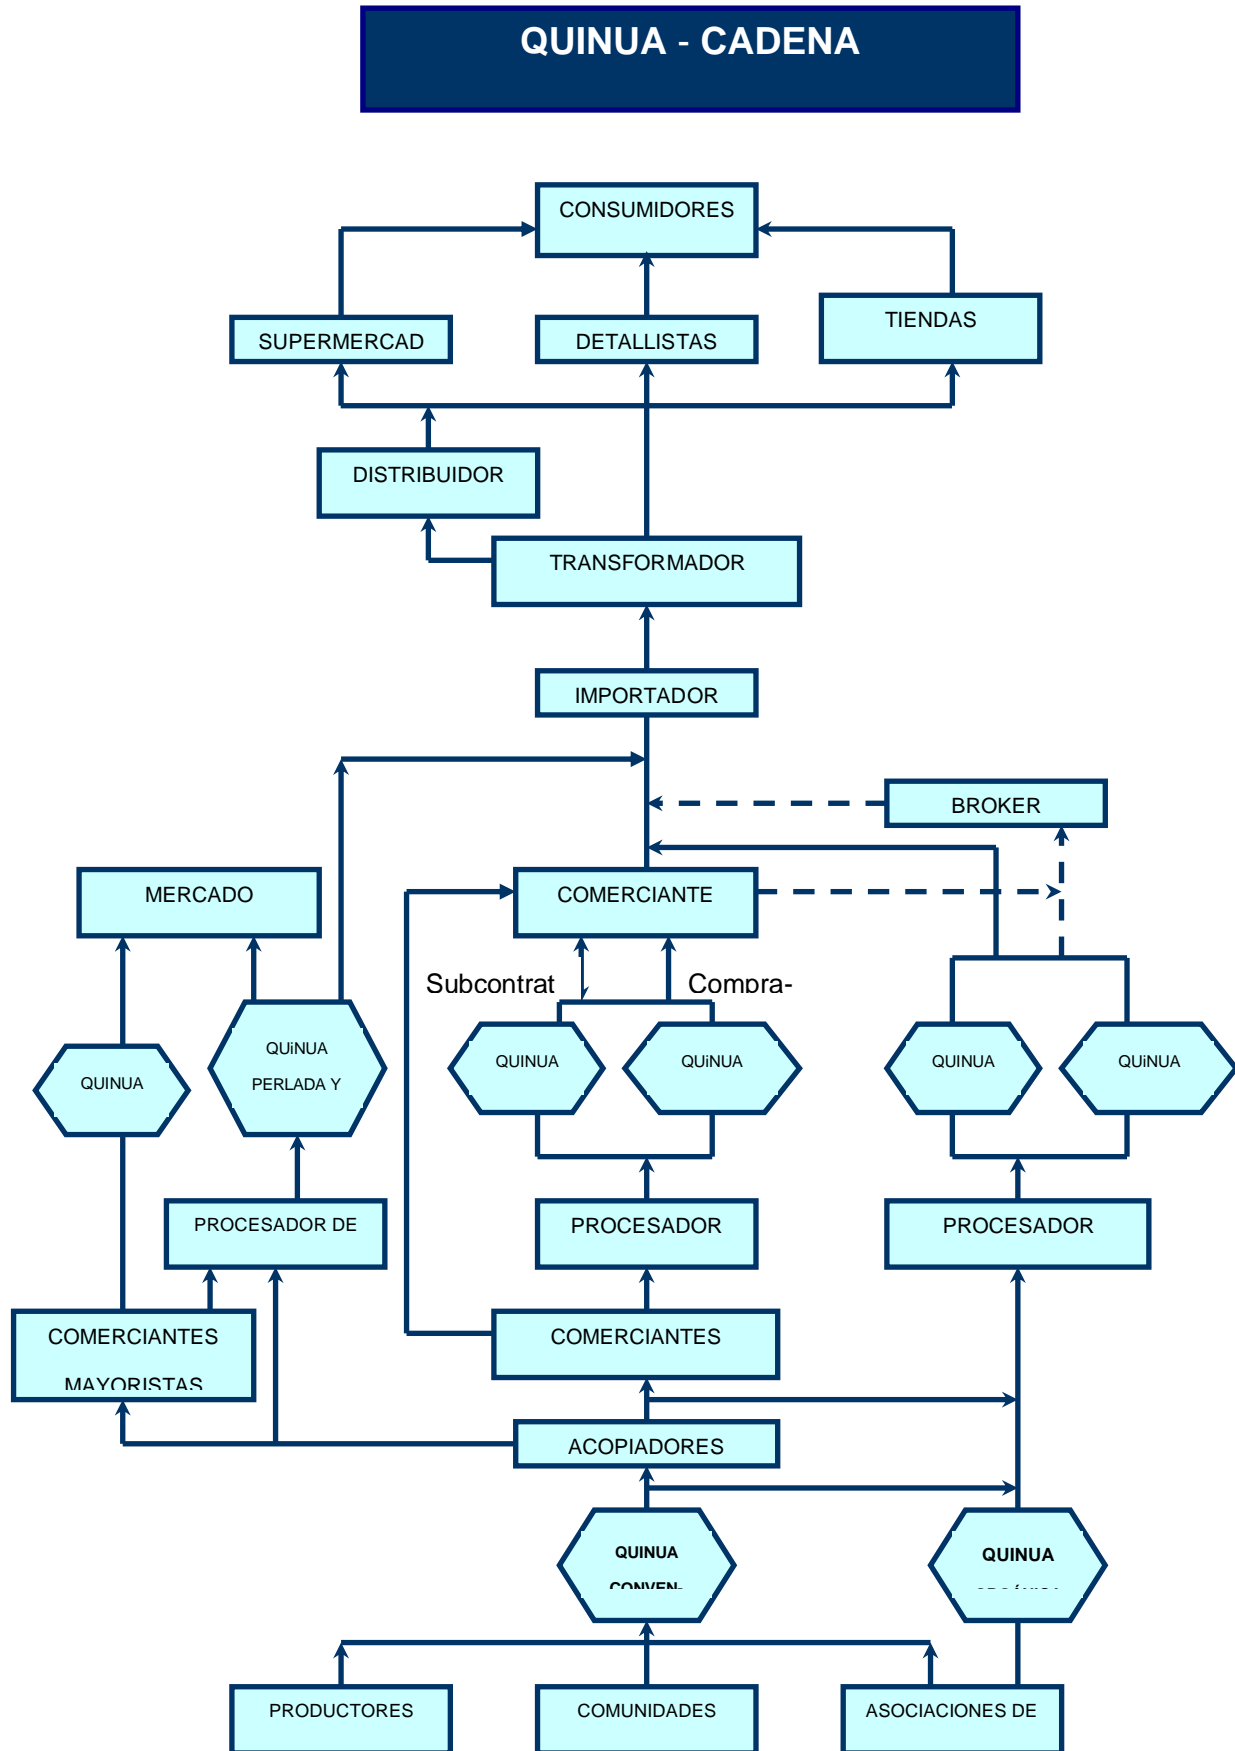 QUINUA - CADENA
CONSUMIDORES
SUPERMERCAD
DETALLISTAS
TIENDAS
DISTRIBUIDOR
TRANSFORMADOR
IMPORTADOR
BROKER
MERCADO
COMERCIANTE
Subcontrat
Compra-
QUINUA
QUiNUA
PERLADA Y
QUINUA
QUiNUA
QUINUA
QUiNUA
PROCESADOR DE
PROCESADOR
PROCESADOR
COMERCIANTES
MAYORISTAS
COMERCIANTES
ACOPIADORES
QUINUA
CONVEN-
QUINUA
PRODUCTORES
COMUNIDADES
ASOCIACIONES DE